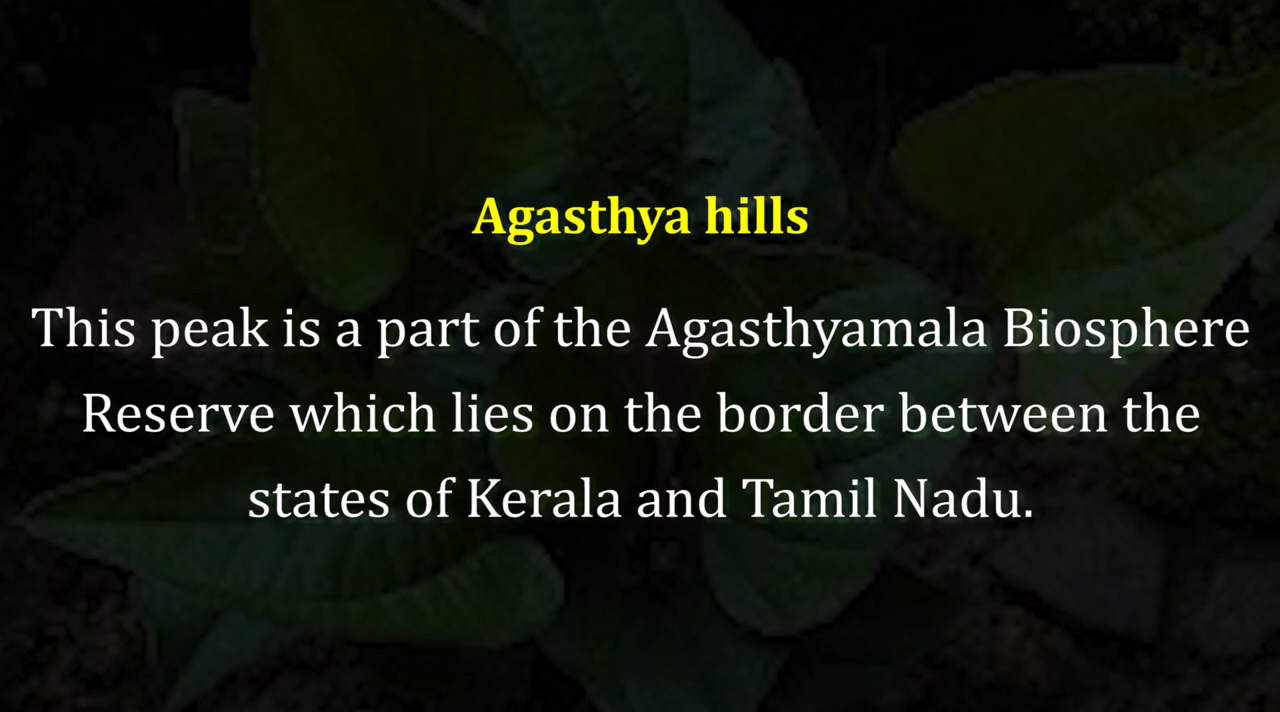 Agasthya hills
This peak is a part of the Agasthyamala Biosphere
Reserve which lies on the border between the
states of Kerala and Tamil Nadu.